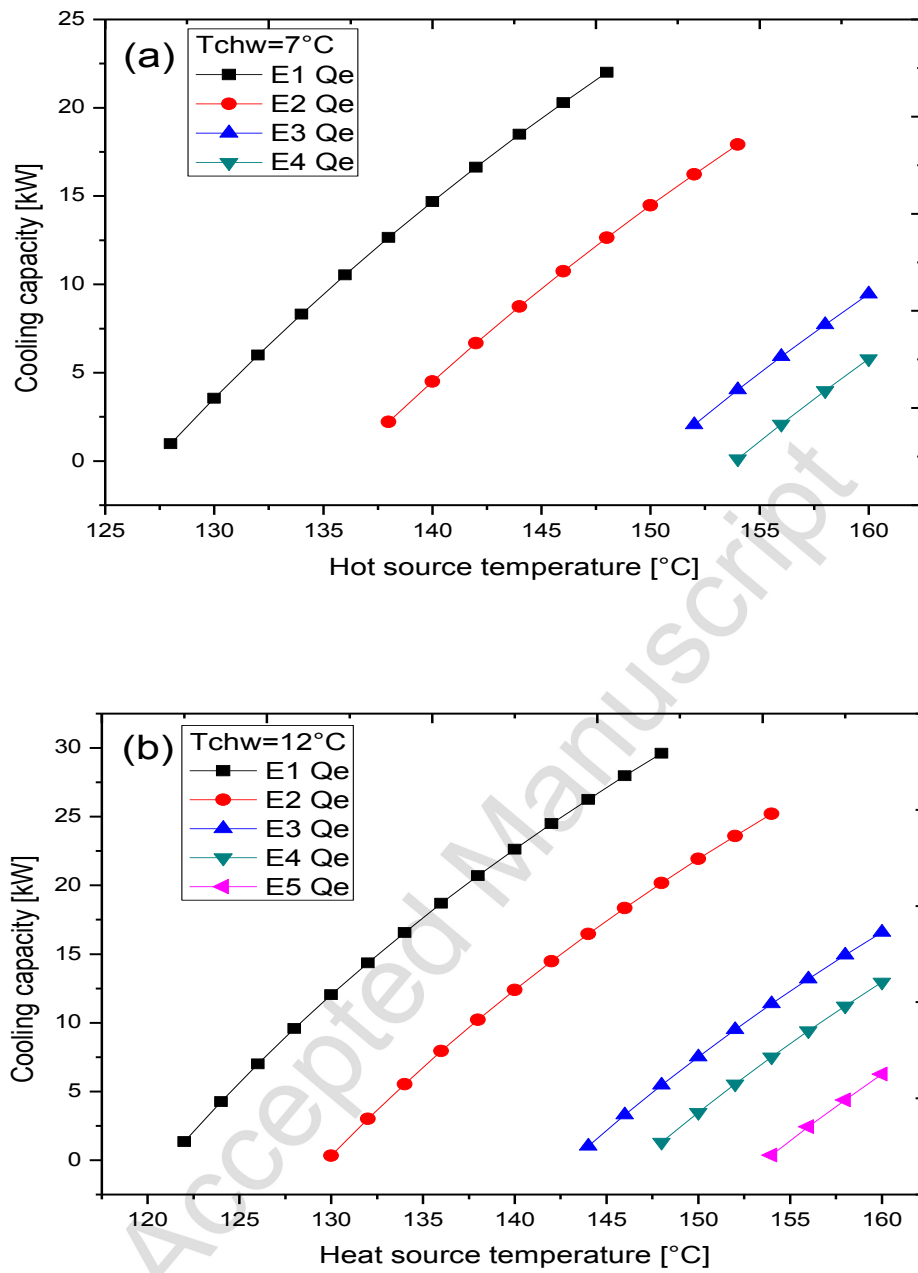 (a)
Tchw=7°C
E1 Qe
E2 Qe
E3 Qe
E4 Qe
Cooling capacity [kW]
25
20
15
10
5
0
125 130 135 140 145 150 155 160
Hot source temperature [°C]
(b)
Tchw=12°C
E1 Qe
E2 Qe
E3 Qe
E4 Qe
E5 Qe
Cooling capacity [kW]
30
25
20
15
10
5
0
120 125 130 135 140 145 150 155 160
Heat source temperature [°C]
Accepted Manuscript